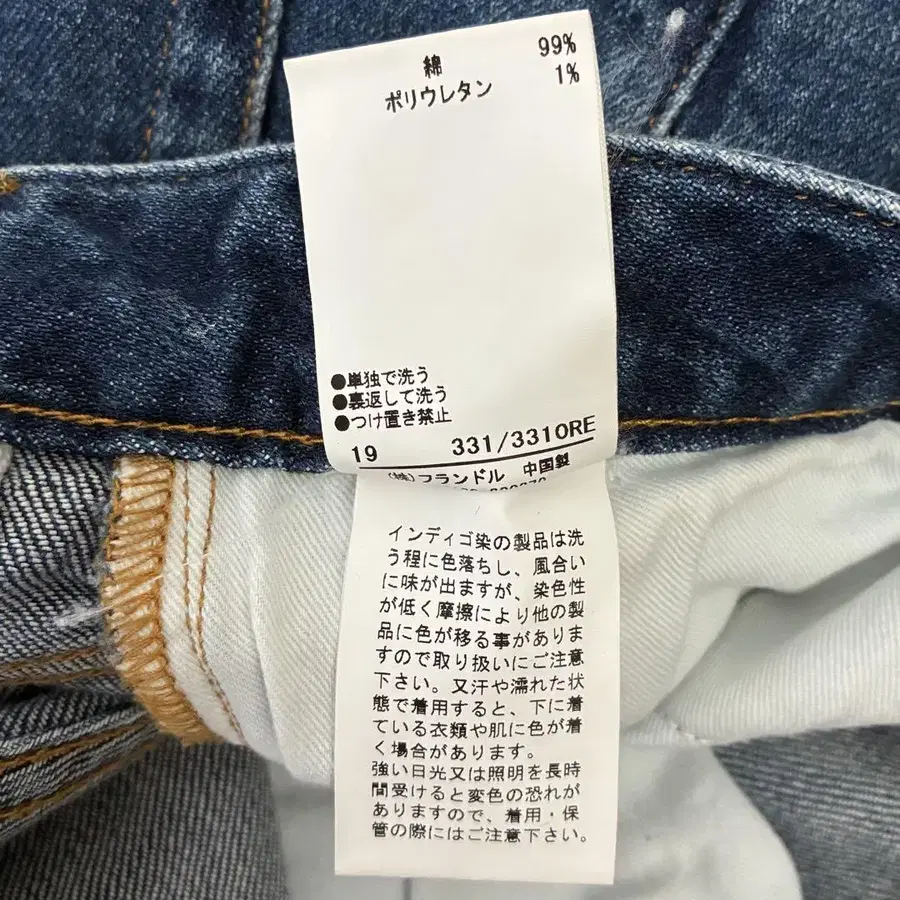 綿 99%
ポリウレタン 1%
●単独で洗う
●裏返して洗う
●つけ置き禁止
19 331/3310RE
(株)フランドル 中国製
インディゴ染の製品は洗
う程に色落ちし、風合い
に味が出ますが、染色性
が低く摩擦により他の製
品に色が移る事がありま
すので取り扱いにご注意
下さい。又汗や濡れた状
態で着用すると、下に着
ている衣類や肌に色が着
く場合があります。
強い日光又は照明を長時
間受けると変色の恐れが
ありますので、着用・保
管の際にはご注意下さい。